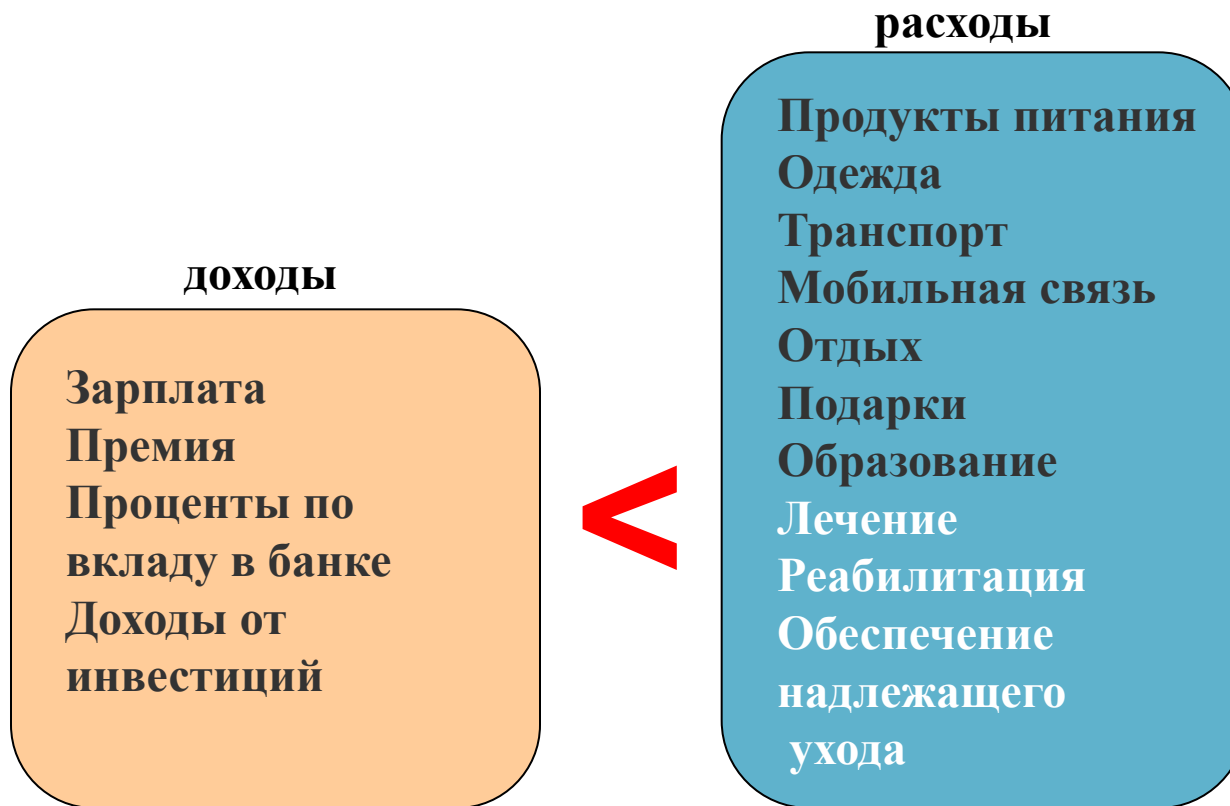 расходы
Продукты питания
Одежда
Транспорт
Мобильная связь
Отдых
Подарки
Образование
Лечение
Реабилитация
Обеспечение
надлежащего
ухода
доходы
Зарплата
Премия
Проценты по
вкладу в банке
Доходы от
инвестиций
<